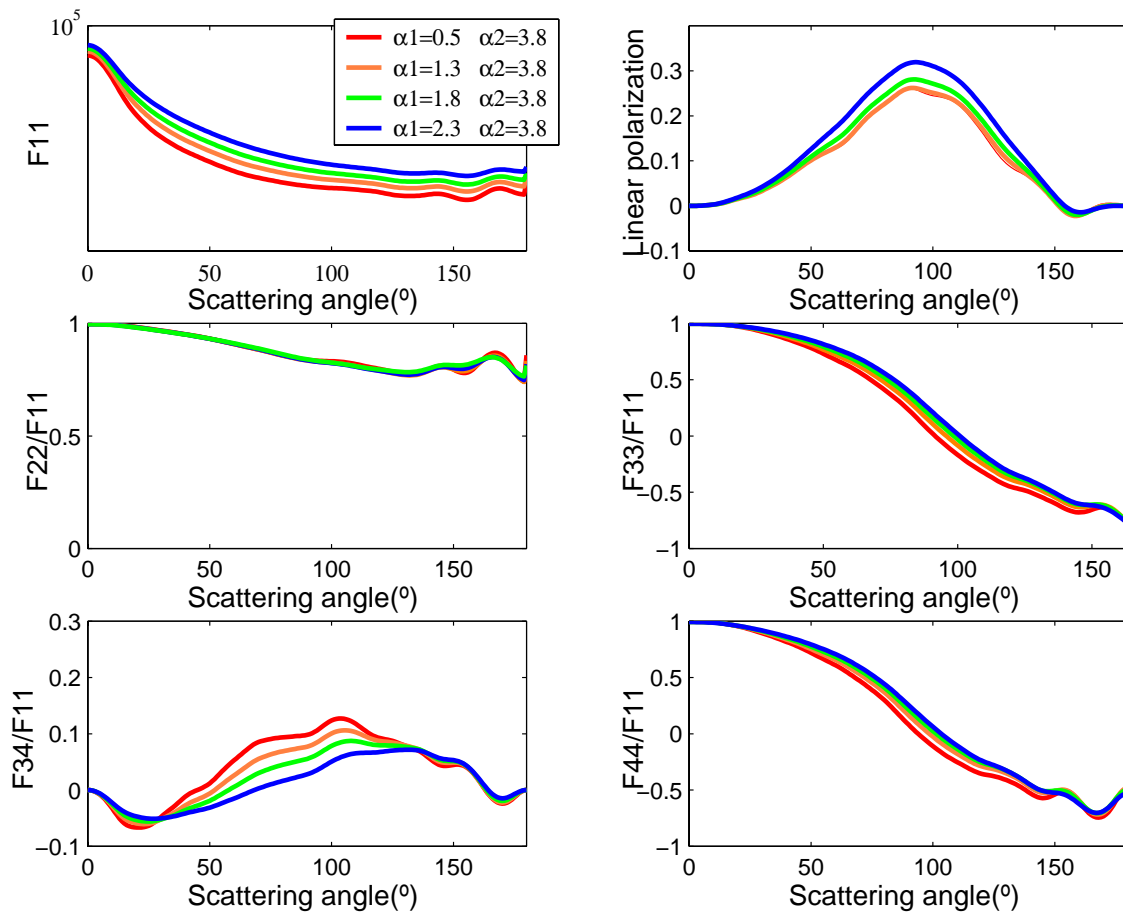 10^5
F11
α1=0.5 α2=3.8
α1=1.3 α2=3.8
α1=1.8 α2=3.8
α1=2.3 α2=3.8
0 50 100 150
Scattering angle(º)
Linear polarization
0.3
0.2
0.1
0
−0.1
0 50 100 150
Scattering angle(º)
F22/F11
1
0.5
0
0 50 100 150
Scattering angle(º)
F33/F11
1
0.5
0
−0.5
−1
0 50 100 150
Scattering angle(º)
F34/F11
0.3
0.2
0.1
0
−0.1
0 50 100 150
Scattering angle(º)
F44/F11
1
0.5
0
−0.5
−1
0 50 100 150
Scattering angle(º)